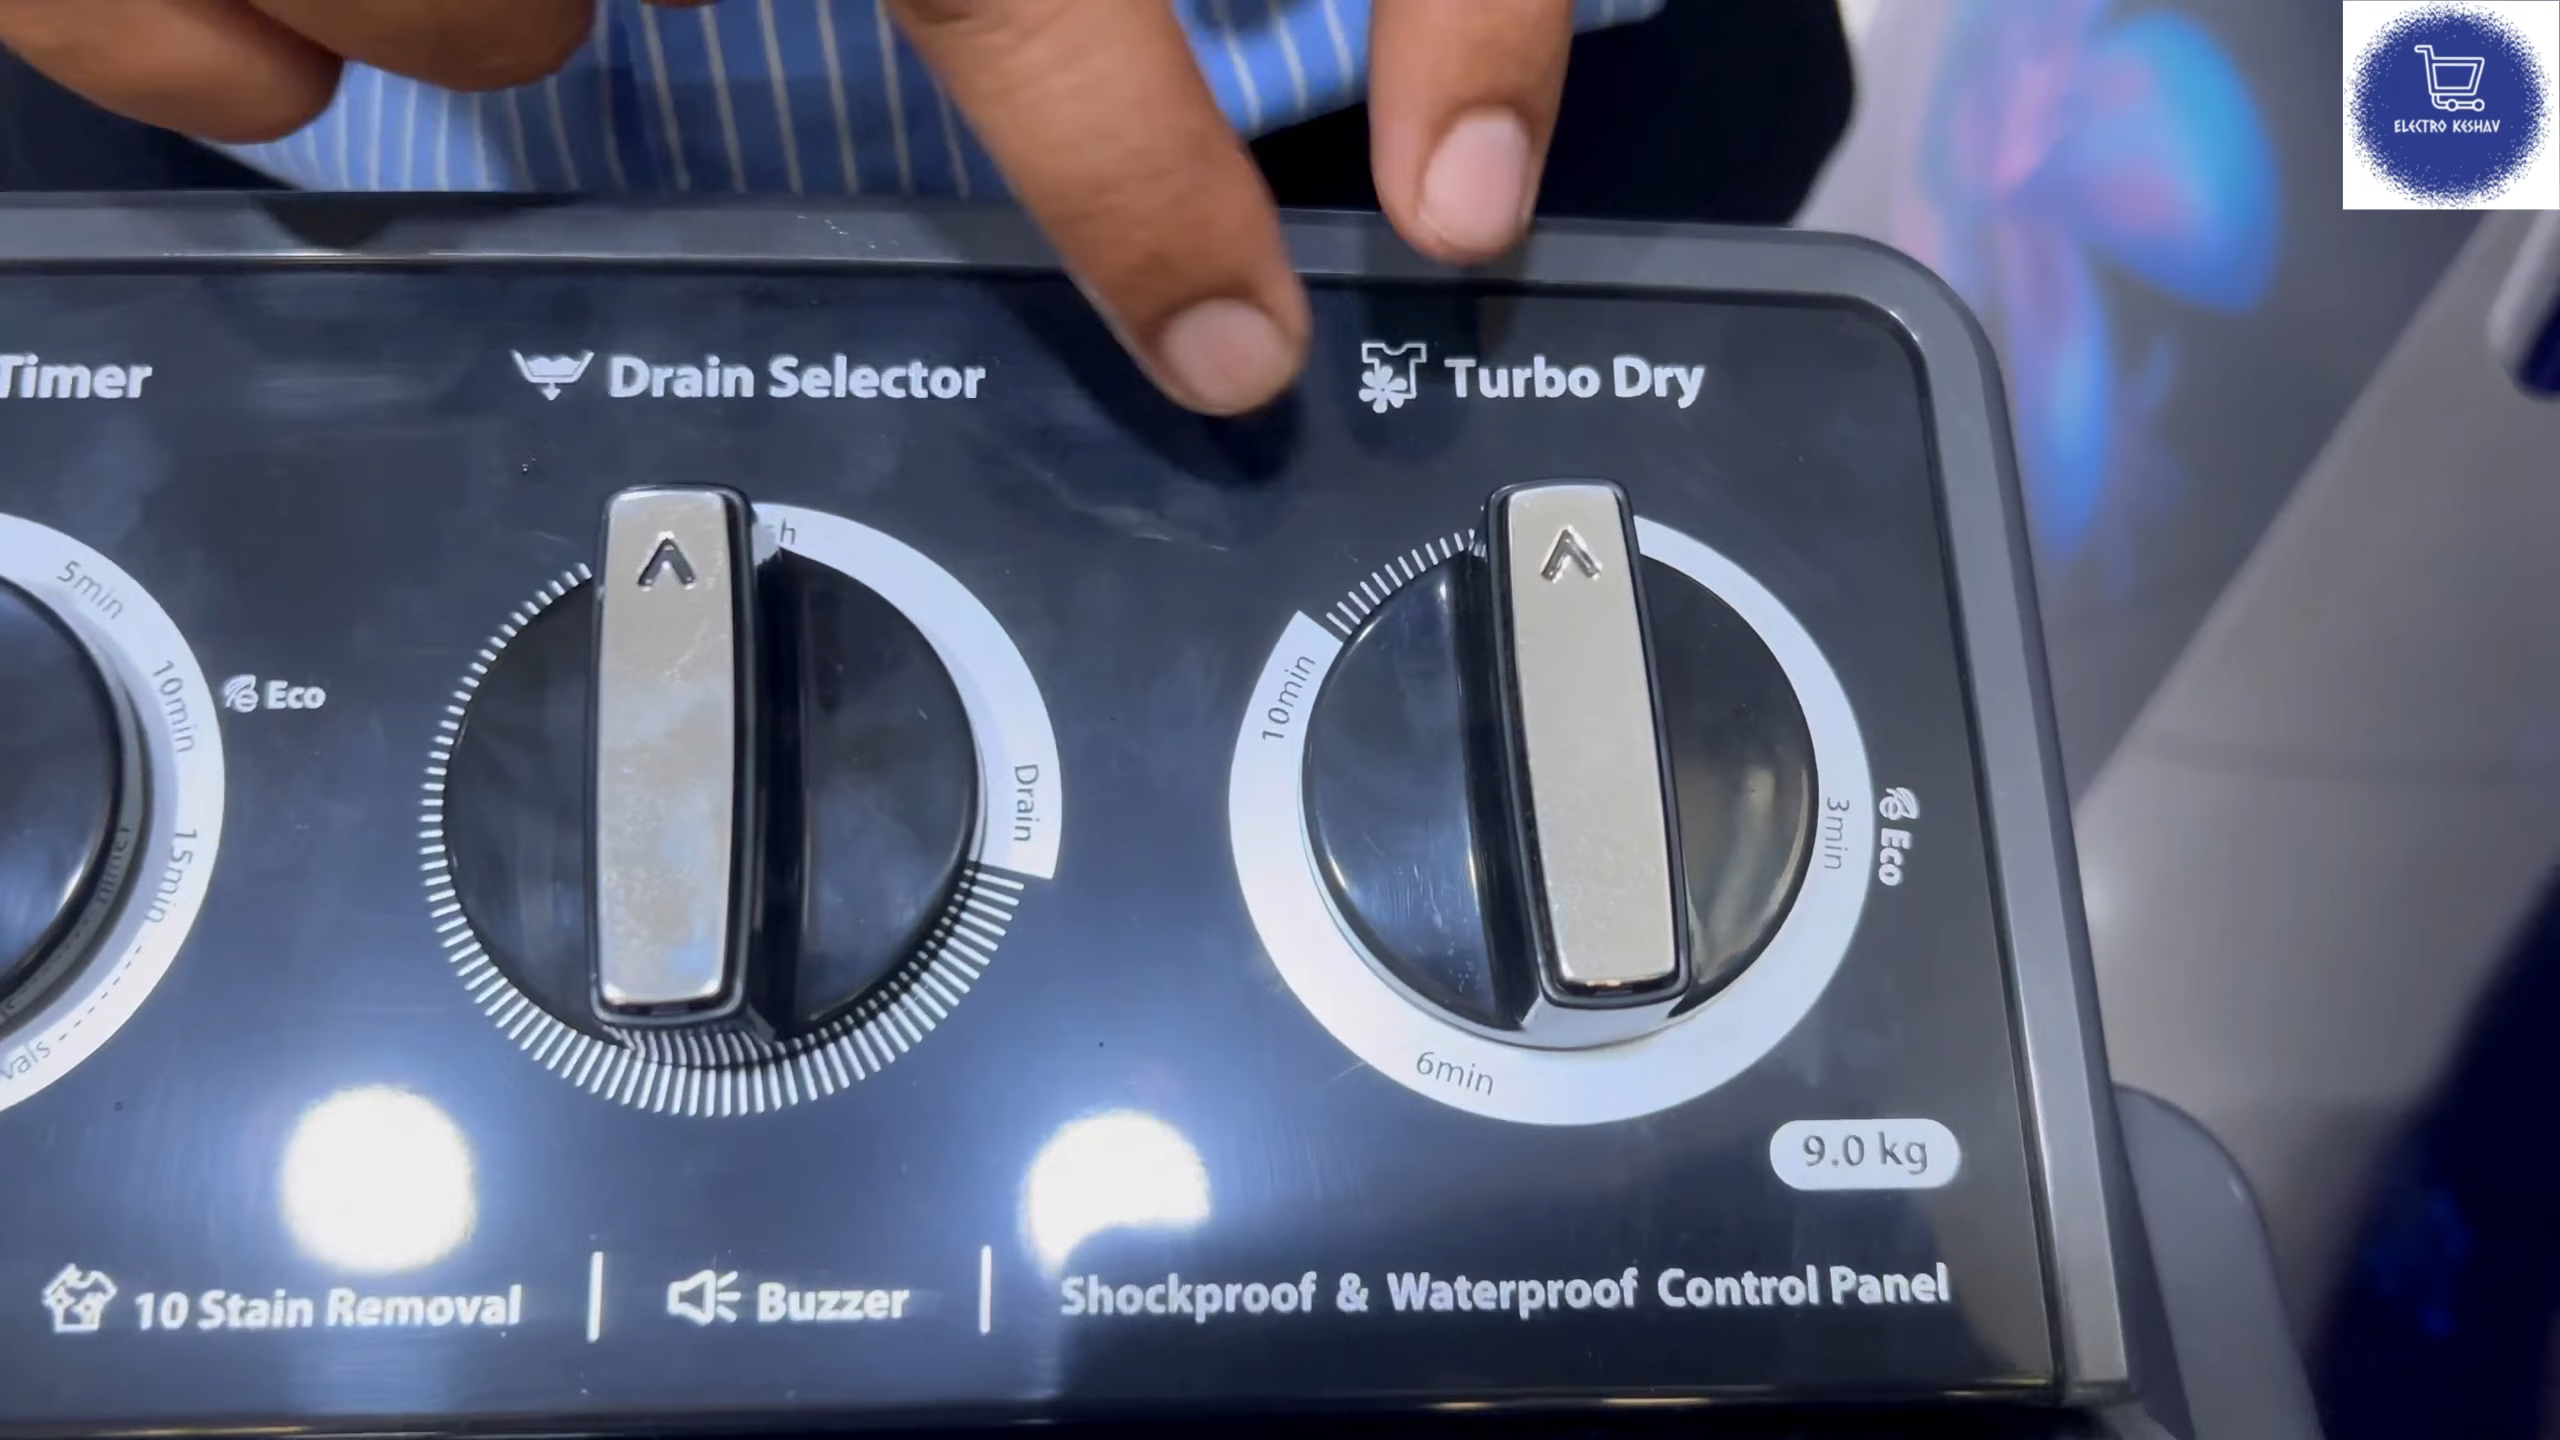 ELECTRO KESHAV
Timer
Drain Selector
Turbo Dry
5min
10min
Eco
15min
Drain
10min
3min
Eco
6min
9.0 kg
10 Stain Removal
Buzzer
Shockproof & Waterproof Control Panel